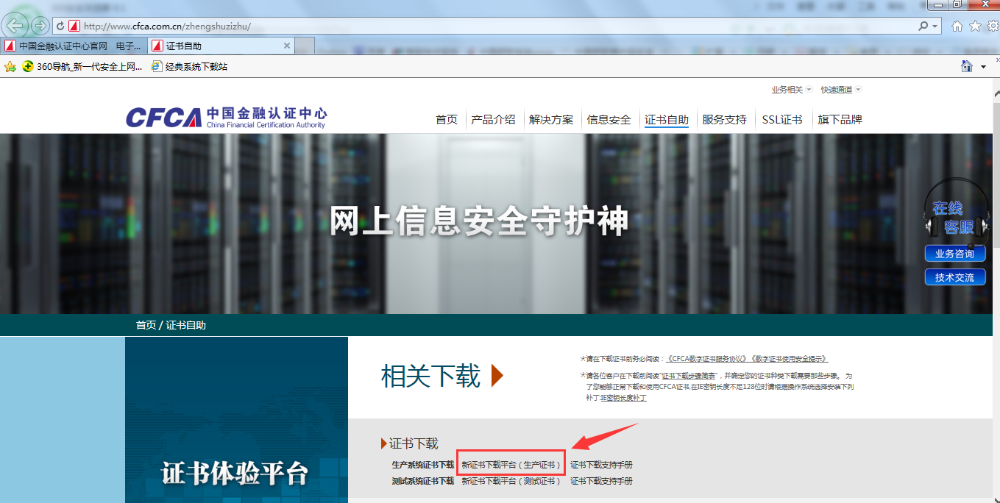 http://www.cfca.com.cn/zhengshuzizhu/
中国金融认证中心官网 电子...
证书自助
360导航_新一代安全上网...
经典系统下载站
业务相关
快速通道
CFCA 中国金融认证中心
China Financial Certification Authority
首页 产品介绍 解决方案 信息安全 证书自助 服务支持 SSL证书 旗下品牌
网上信息安全守护神
在线
客服
业务咨询
技术交流
首页 / 证书自助
相关下载
*请在下载证书前务必阅读：《CFCA数字证书服务协议》《数字证书使用安全提示》
*请各位客户在下载前阅读"证书下载步骤简表"，并确定您的证书种类下载需要那些步骤。 为
了您能够正常下载和使用CFCA证书,在IE密钥长度不足128位时请根据操作系统选择安装下列
补丁:IE密钥长度补丁
证书下载
生产系统证书下载 新证书下载平台（生产证书） 证书下载支持手册
测试系统证书下载 新证书下载平台（测试证书） 证书下载支持手册
证书体验平台